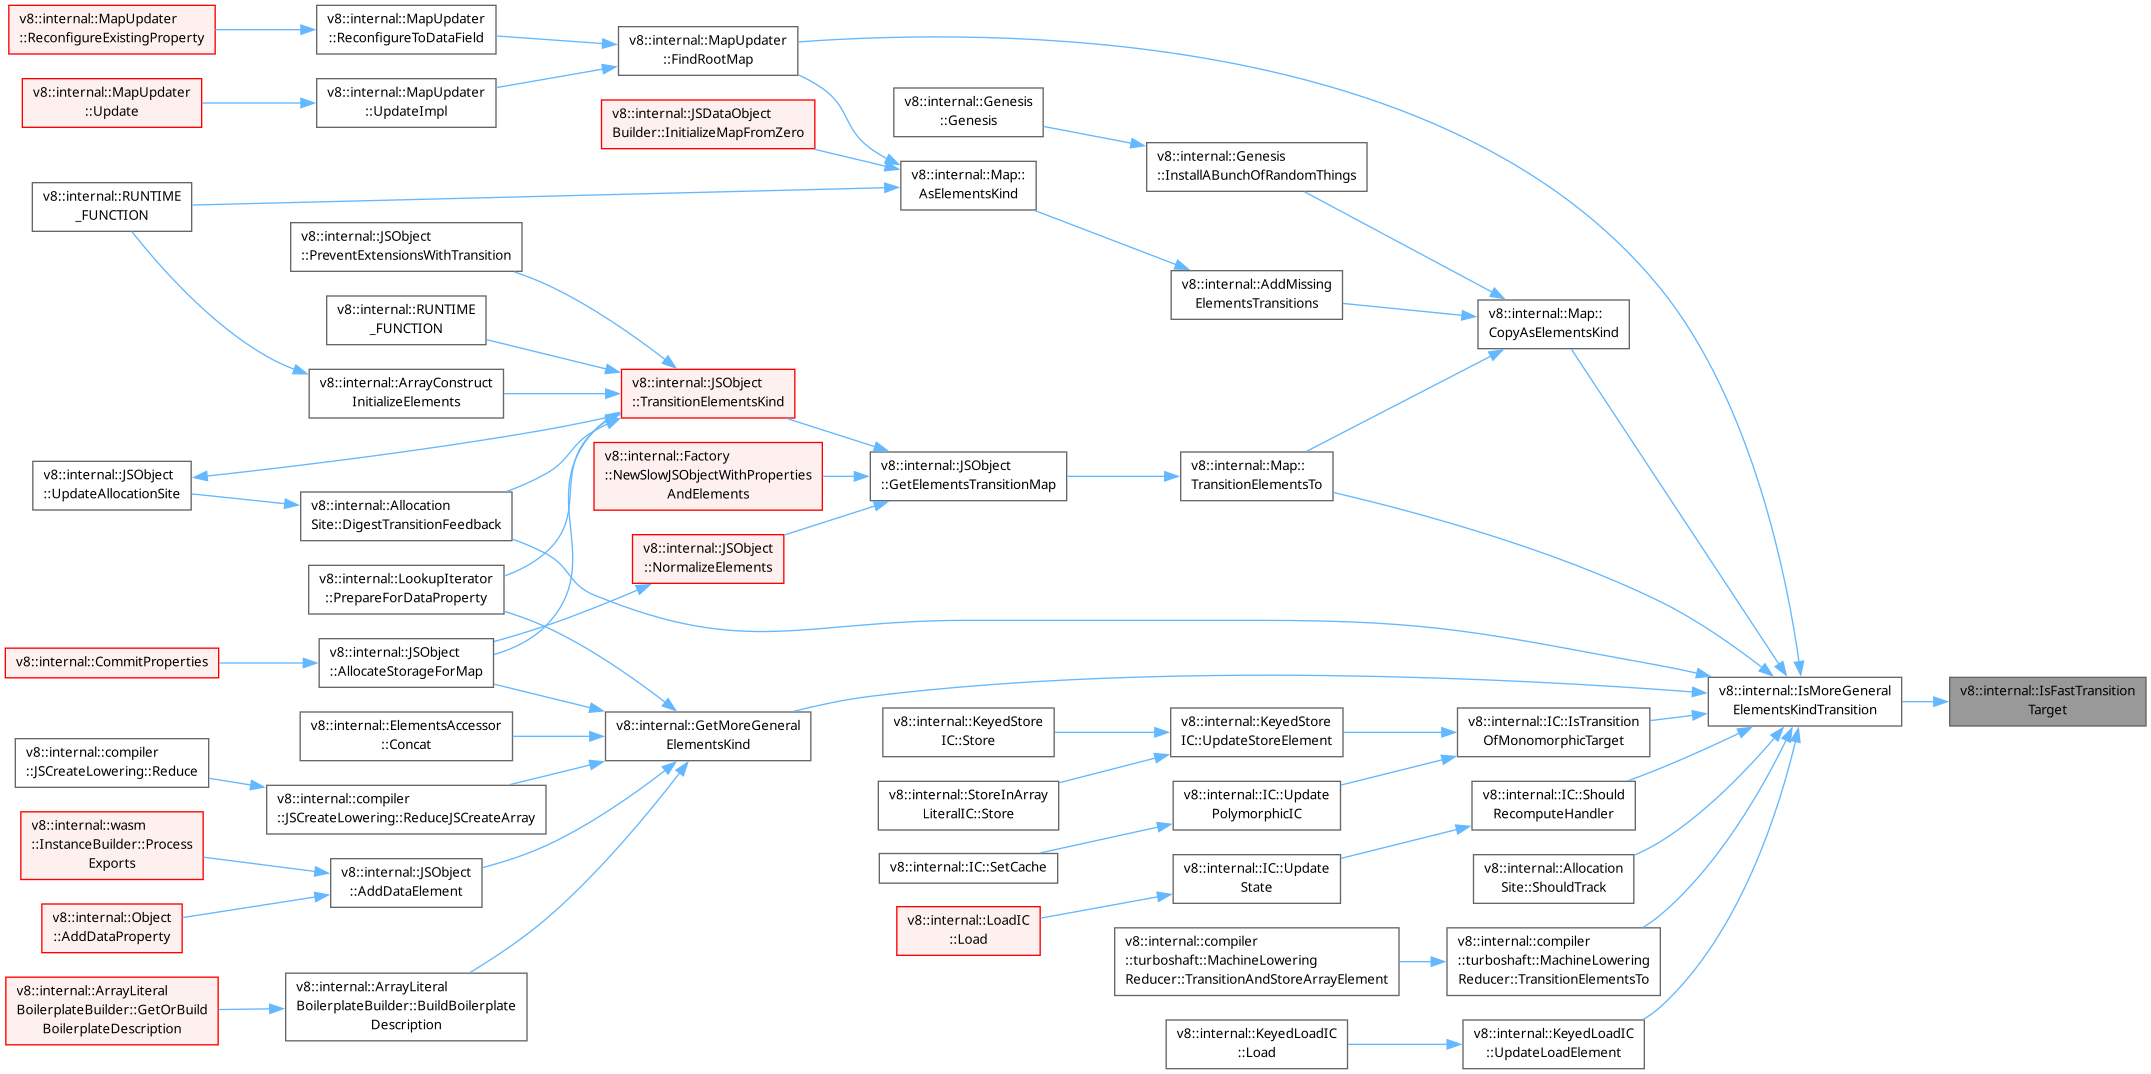 v8::internal::MapUpdater
::ReconfigureExistingProperty
v8::internal::MapUpdater
::ReconfigureToDataField
v8::internal::MapUpdater
::FindRootMap
v8::internal::MapUpdater
::Update
v8::internal::MapUpdater
::UpdateImpl
v8::internal::JSDataObject
Builder::InitializeMapFromZero
v8::internal::Genesis
::Genesis
v8::internal::Genesis
::InstallABunchOfRandomThings
v8::internal::Map::
AsElementsKind
v8::internal::RUNTIME
_FUNCTION
v8::internal::JSObject
::PreventExtensionsWithTransition
v8::internal::AddMissing
ElementsTransitions
v8::internal::RUNTIME
_FUNCTION
v8::internal::Map::
CopyAsElementsKind
v8::internal::ArrayConstruct
InitializeElements
v8::internal::JSObject
::TransitionElementsKind
v8::internal::JSObject
::UpdateAllocationSite
v8::internal::Factory
::NewSlowJSObjectWithProperties
AndElements
v8::internal::JSObject
::GetElementsTransitionMap
v8::internal::Map::
TransitionElementsTo
v8::internal::Allocation
Site::DigestTransitionFeedback
v8::internal::JSObject
::NormalizeElements
v8::internal::LookupIterator
::PrepareForDataProperty
v8::internal::CommitProperties
v8::internal::JSObject
::AllocateStorageForMap
v8::internal::IsMoreGeneral
ElementsKindTransition
v8::internal::IsFastTransition
Target
v8::internal::ElementsAccessor
::Concat
v8::internal::GetMoreGeneral
ElementsKind
v8::internal::KeyedStore
IC::Store
v8::internal::KeyedStore
IC::UpdateStoreElement
v8::internal::IC::IsTransition
OfMonomorphicTarget
v8::internal::compiler
::JSCreateLowering::Reduce
v8::internal::compiler
::JSCreateLowering::ReduceJSCreateArray
v8::internal::StoreInArray
LiteralIC::Store
v8::internal::IC::Update
PolymorphicIC
v8::internal::IC::Should
RecomputeHandler
v8::internal::wasm
::InstanceBuilder::Process
Exports
v8::internal::JSObject
::AddDataElement
v8::internal::IC::SetCache
v8::internal::IC::Update
State
v8::internal::Allocation
Site::ShouldTrack
v8::internal::Object
::AddDataProperty
v8::internal::LoadIC
::Load
v8::internal::compiler
::turboshaft::MachineLowering
Reducer::TransitionAndStoreArrayElement
v8::internal::compiler
::turboshaft::MachineLowering
Reducer::TransitionElementsTo
v8::internal::ArrayLiteral
BoilerplateBuilder::GetOrBuild
BoilerplateDescription
v8::internal::ArrayLiteral
BoilerplateBuilder::BuildBoilerplate
Description
v8::internal::KeyedLoadIC
::Load
v8::internal::KeyedLoadIC
::UpdateLoadElement